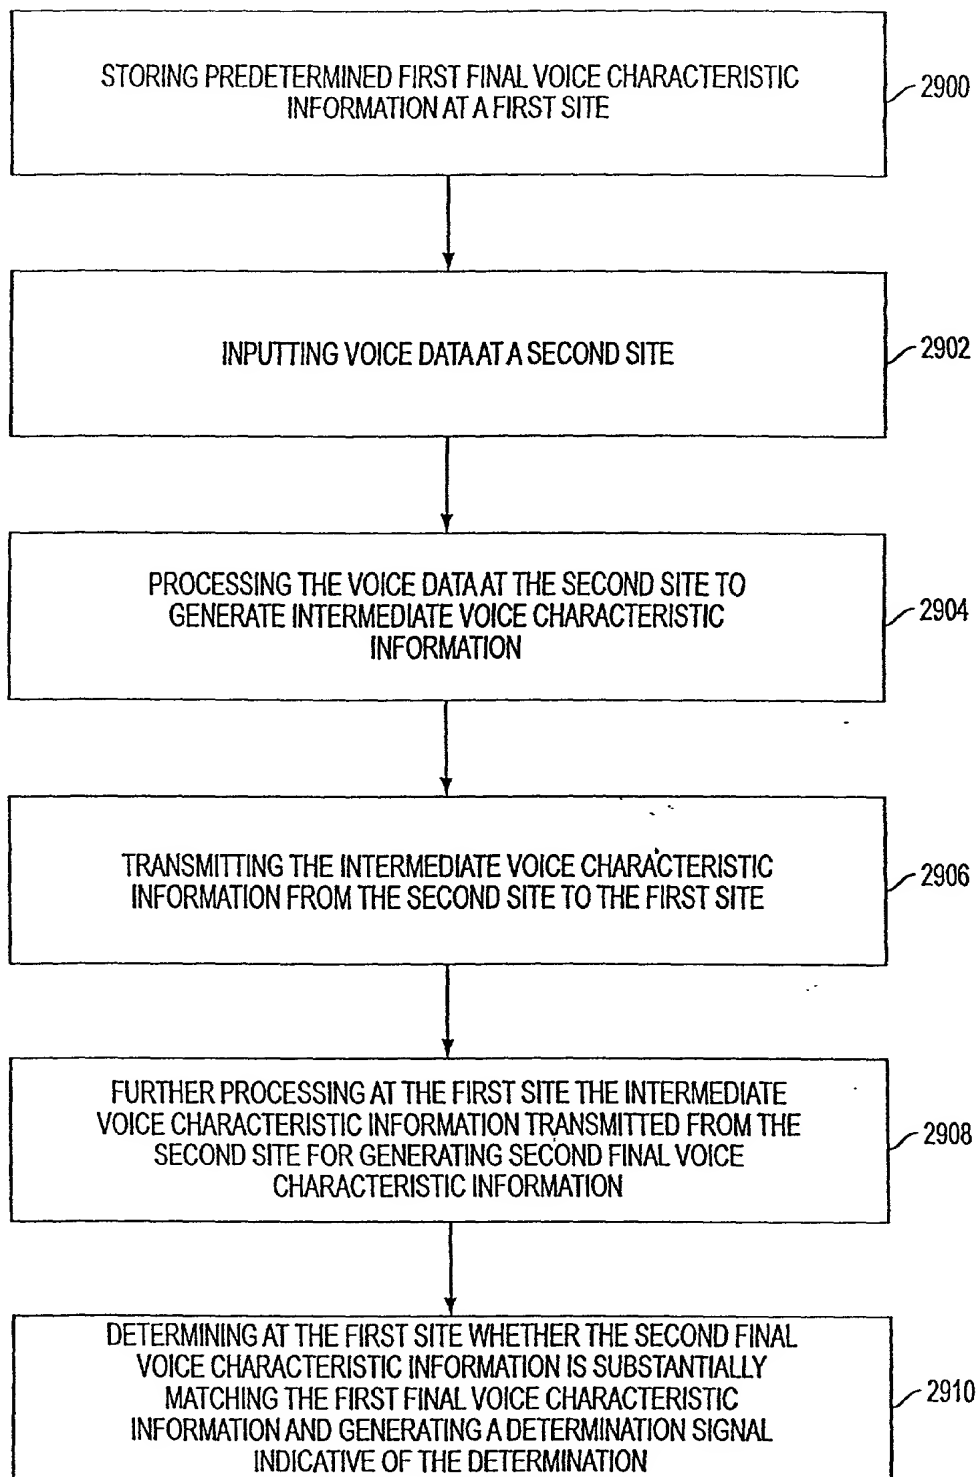 STORING PREDETERMINED FIRST FINAL VOICE CHARACTERISTIC
INFORMATION AT A FIRST SITE
2900
INPUTTING VOICE DATA AT A SECOND SITE
2902
PROCESSING THE VOICE DATA AT THE SECOND SITE TO
GENERATE INTERMEDIATE VOICE CHARACTERISTIC
INFORMATION
2904
TRANSMITTING THE INTERMEDIATE VOICE CHARACTERISTIC
INFORMATION FROM THE SECOND SITE TO THE FIRST SITE
2906
FURTHER PROCESSING AT THE FIRST SITE THE INTERMEDIATE
VOICE CHARACTERISTIC INFORMATION TRANSMITTED FROM THE
SECOND SITE FOR GENERATING SECOND FINAL VOICE
CHARACTERISTIC INFORMATION
2908
DETERMINING AT THE FIRST SITE WHETHER THE SECOND FINAL
VOICE CHARACTERISTIC INFORMATION IS SUBSTANTIALLY
MATCHING THE FIRST FINAL VOICE CHARACTERISTIC
INFORMATION AND GENERATING A DETERMINATION SIGNAL
INDICATIVE OF THE DETERMINATION
2910